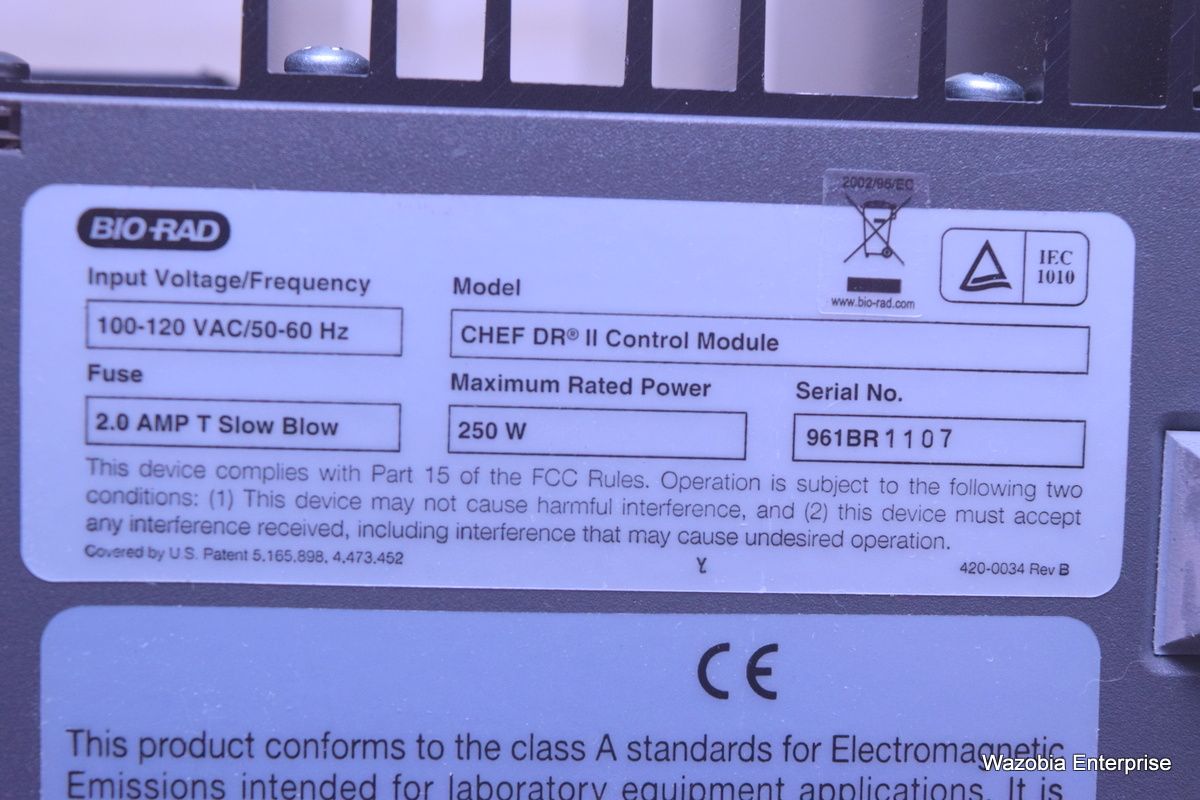 2002/96/EC
www.bio-rad.com
IEC
1010
BIO-RAD
Input Voltage/Frequency
100-120 VAC/50-60 Hz
Model
CHEF DR® II Control Module
Fuse
2.0 AMP T Slow Blow
Maximum Rated Power
250 W
Serial No.
961BR1107
This device complies with Part 15 of the FCC Rules. Operation is subject to the following two
conditions: (1) This device may not cause harmful interference, and (2) this device must accept
any interference received, including interference that may cause undesired operation.
Covered by U.S. Patent 5,165,898, 4,473,452
Y
420-0034 Rev B
CE
This product conforms to the class A standards for Electromagnetic
Emissions intended for laboratory equipment applications. It is
Wazobia Enterprise